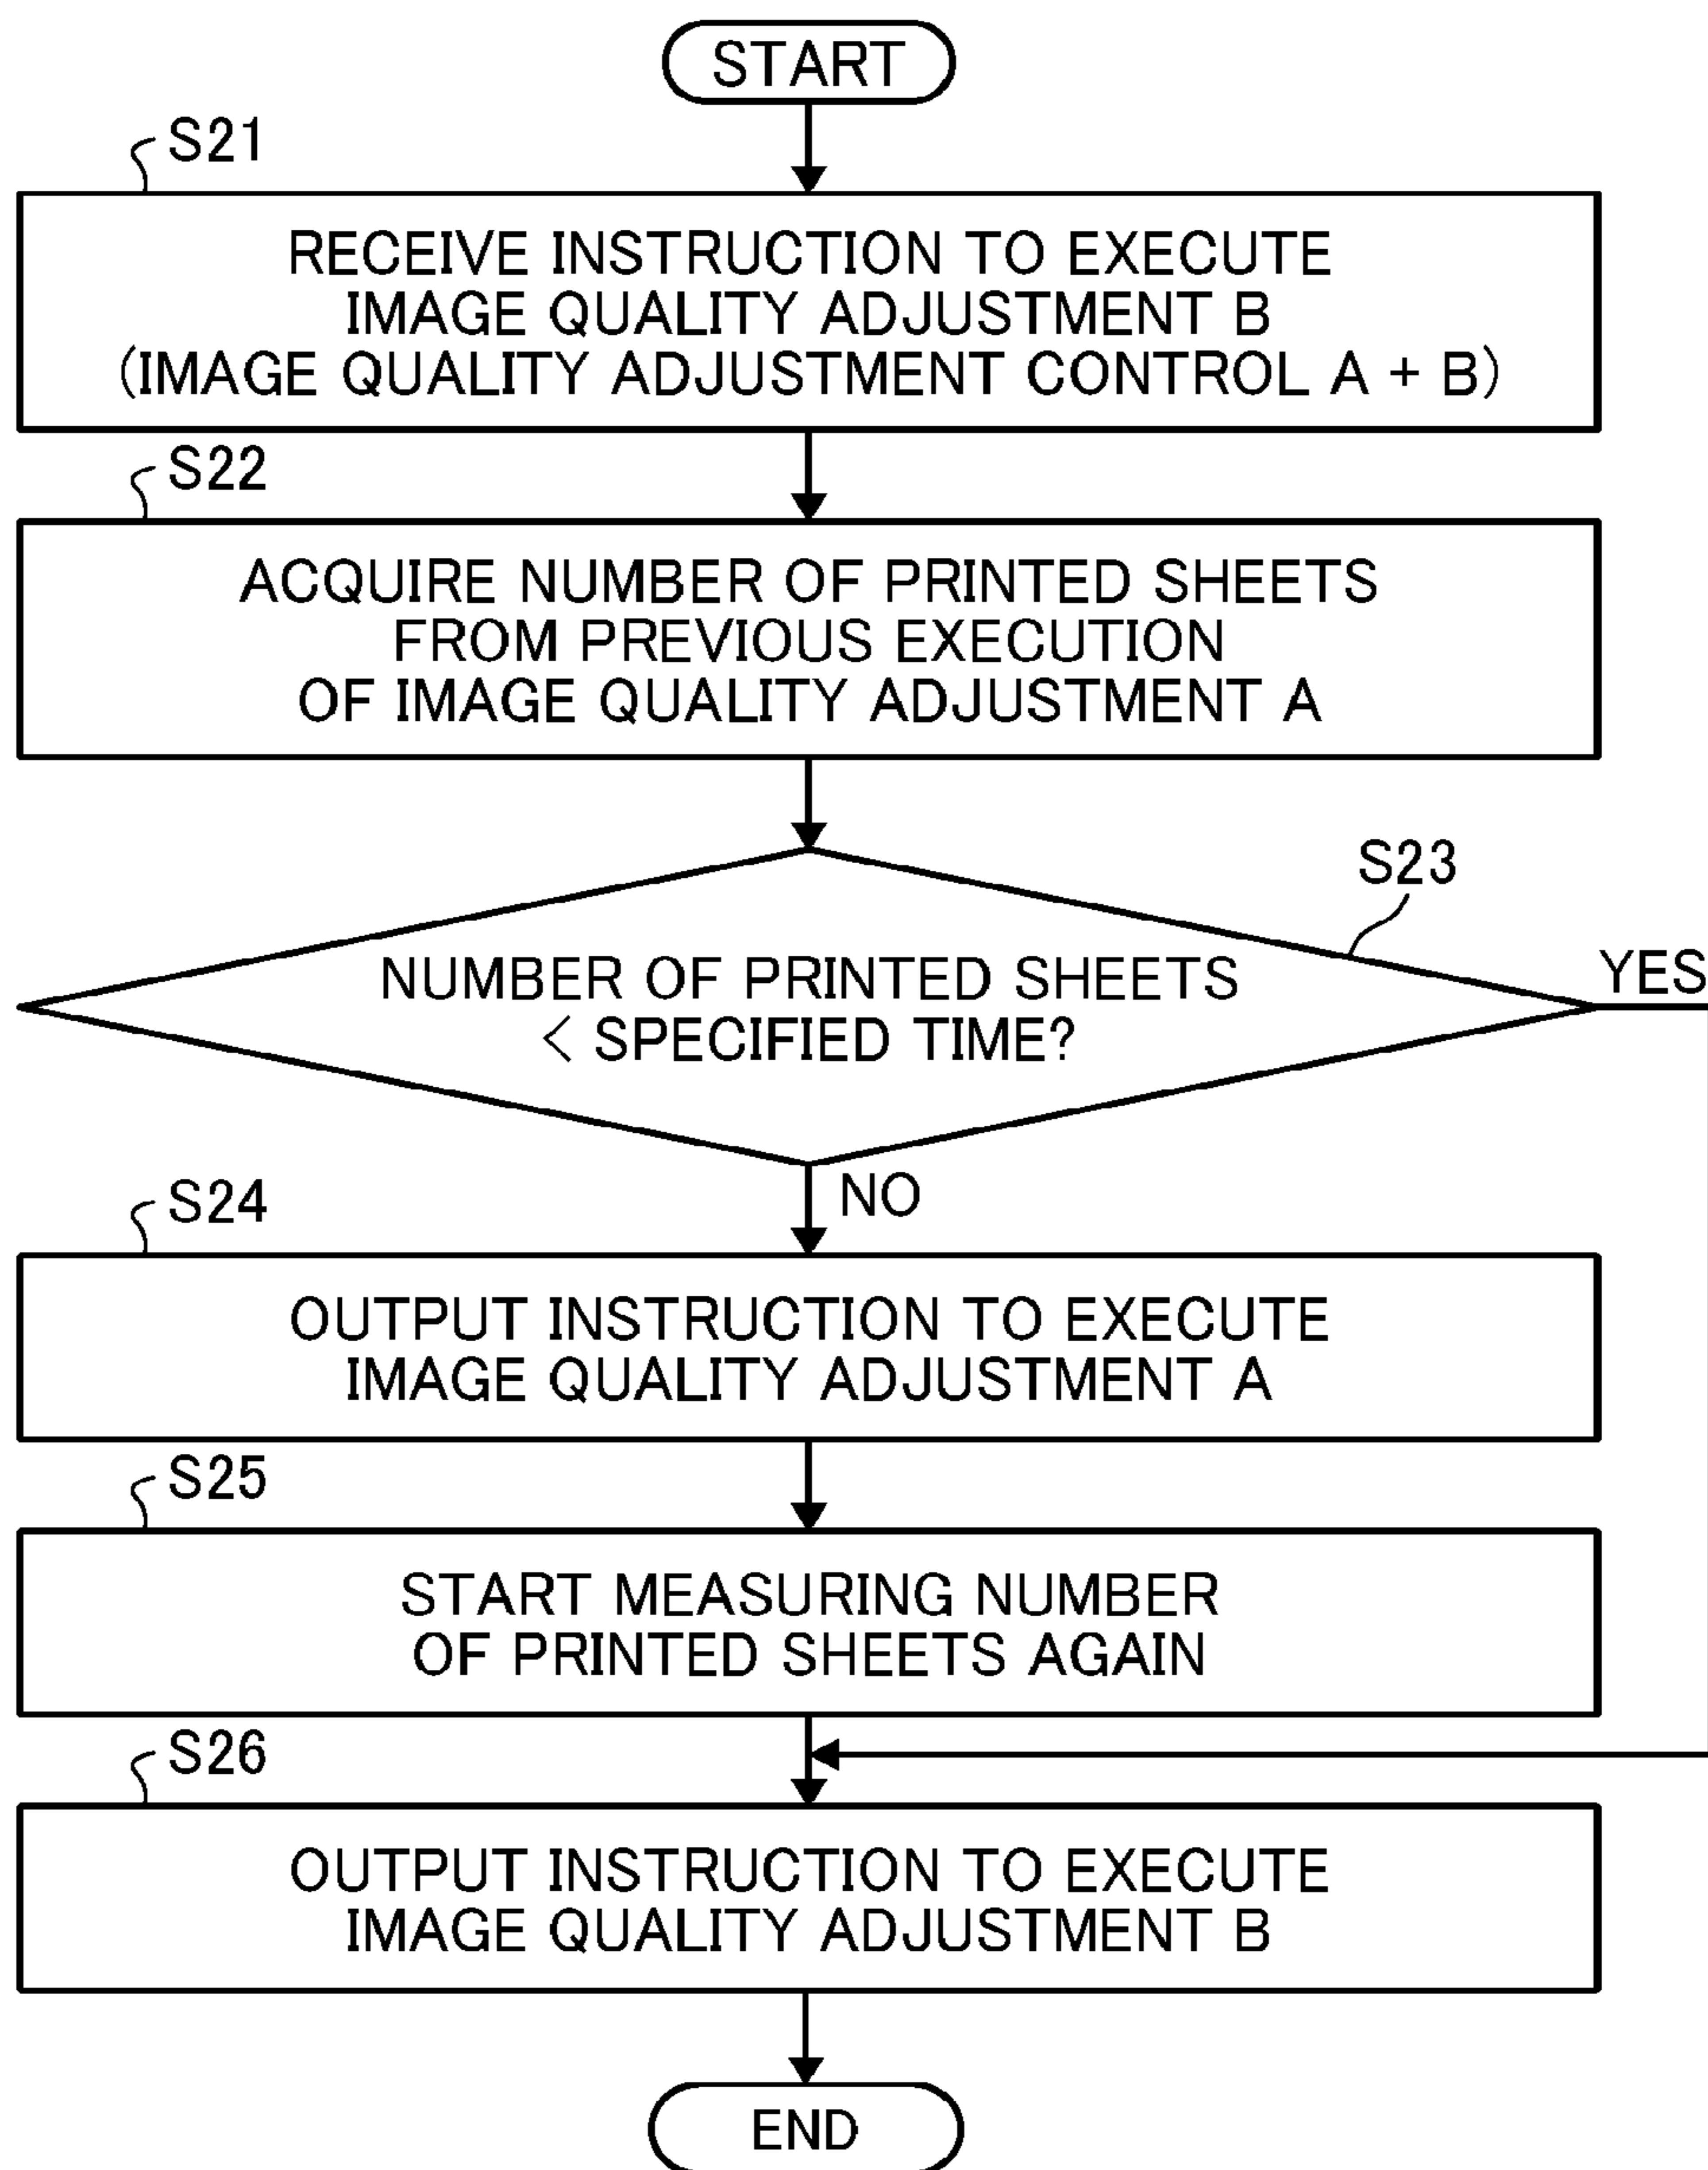 START
S21
RECEIVE INSTRUCTION TO EXECUTE
IMAGE QUALITY ADJUSTMENT B
(IMAGE QUALITY ADJUSTMENT CONTROL A + B)
S22
ACQUIRE NUMBER OF PRINTED SHEETS
FROM PREVIOUS EXECUTION
OF IMAGE QUALITY ADJUSTMENT A
S23
NUMBER OF PRINTED SHEETS
< SPECIFIED TIME?
YES
NO
S24
OUTPUT INSTRUCTION TO EXECUTE
IMAGE QUALITY ADJUSTMENT A
S25
START MEASURING NUMBER
OF PRINTED SHEETS AGAIN
S26
OUTPUT INSTRUCTION TO EXECUTE
IMAGE QUALITY ADJUSTMENT B
END